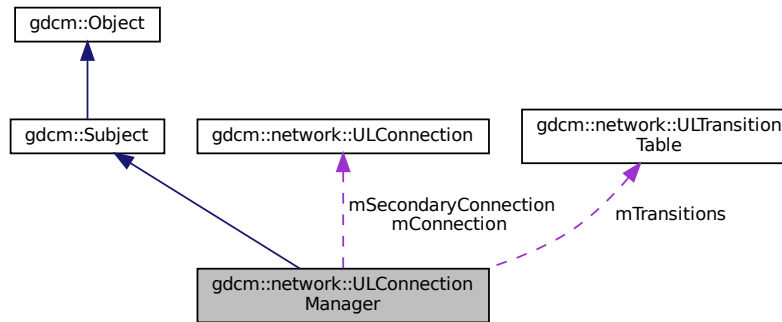 gdcm::Object
gdcm::Subject
gdcm::network::ULConnection
gdcm::network::ULTransition
Table
mSecondaryConnection
mConnection
mTransitions
gdcm::network::ULConnection
Manager